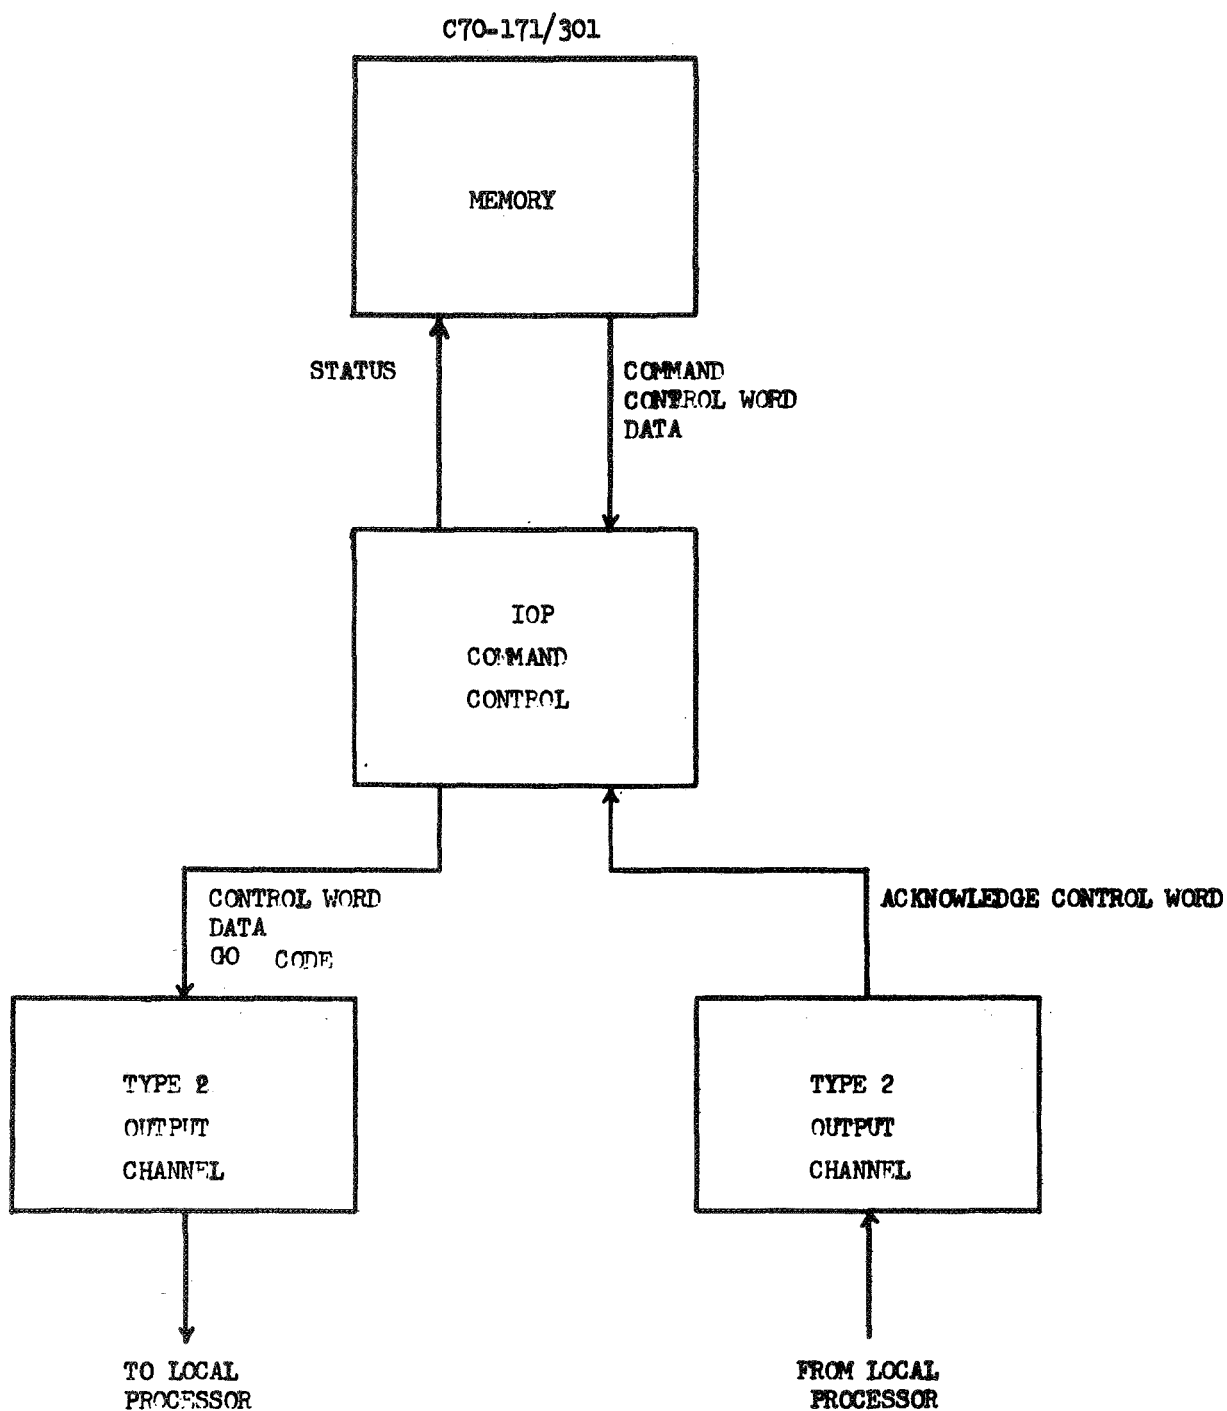 C70-171/301
MEMORY
STATUS
COMMAND
CONTROL WORD
DATA
IOP
COMMAND
CONTROL
CONTROL WORD
DATA
GO CODE
ACKNOWLEDGE CONTROL WORD
TYPE 2
OUTPUT
CHANNEL
TYPE 2
OUTPUT
CHANNEL
TO LOCAL
PROCESSOR
FROM LOCAL
PROCESSOR